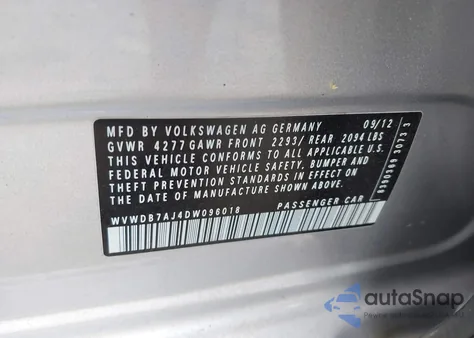 MFD BY VOLKSWAGEN AG GERMANY 09/12
GVWR 4277 GAWR FRONT 2293/ REAR 2094 LBS
THIS VEHICLE CONFORMS TO ALL APPLICABLE U.S.
FEDERAL MOTOR VEHICLE SAFETY, BUMPER AND
THEFT PREVENTION STANDARDS IN EFFECT ON
THE DATE OF MANUFACTURE SHOWN ABOVE.
WVWDB7AJ4DW096018 PASSENGER CAR
autoSnap